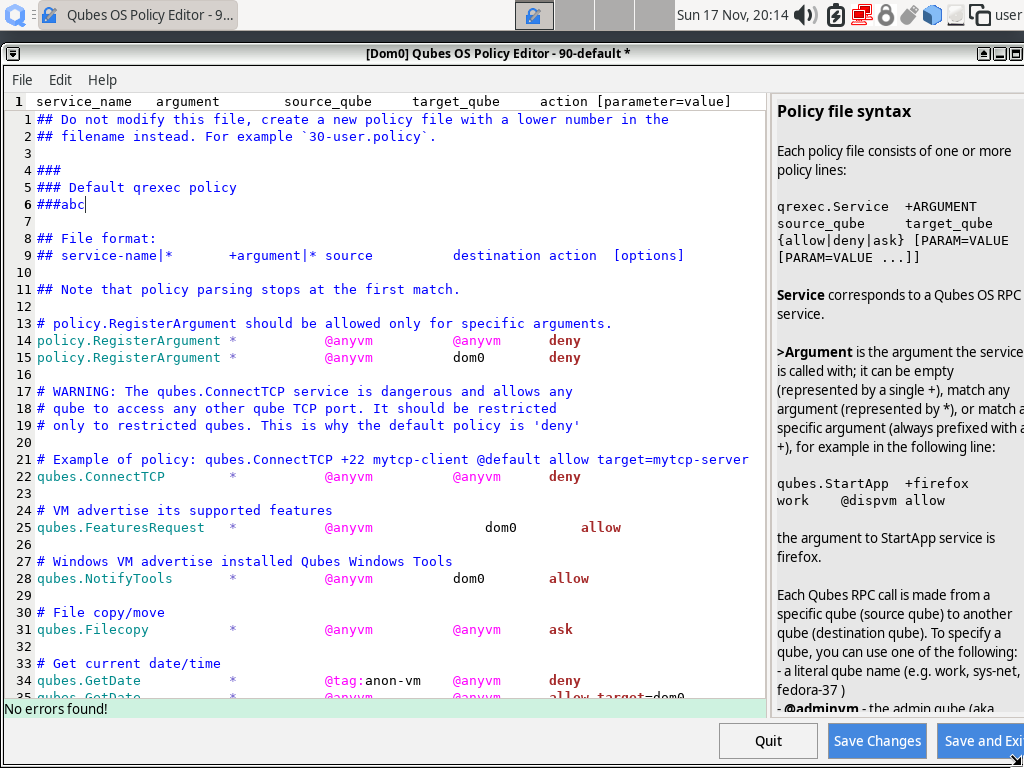 Qubes OS Policy Editor - 9...
Sun 17 Nov, 20:14
user
[Dom0] Qubes OS Policy Editor - 90-default *
File Edit Help
1 service_name argument source_qube target_qube action [parameter=value]
1 ## Do not modify this file, create a new policy file with a lower number in the
2 ## filename instead. For example `30-user.policy`.
3
4 ###
5 ### Default qrexec policy
6 ###abc
7
8 ## File format:
9 ## service-name|* +argument|* source destination action [options]
10
11 ## Note that policy parsing stops at the first match.
12
13 # policy.RegisterArgument should be allowed only for specific arguments.
14 policy.RegisterArgument * @anyvm @anyvm deny
15 policy.RegisterArgument * @anyvm dom0 deny
16
17 # WARNING: The qubes.ConnectTCP service is dangerous and allows any
18 # qube to access any other qube TCP port. It should be restricted
19 # only to restricted qubes. This is why the default policy is 'deny'
20
21 # Example of policy: qubes.ConnectTCP +22 mytcp-client @default allow target=mytcp-server
22 qubes.ConnectTCP * @anyvm @anyvm deny
23
24 # VM advertise its supported features
25 qubes.FeaturesRequest * @anyvm dom0 allow
26
27 # Windows VM advertise installed Qubes Windows Tools
28 qubes.NotifyTools * @anyvm dom0 allow
29
30 # File copy/move
31 qubes.Filecopy * @anyvm @anyvm ask
32
33 # Get current date/time
34 qubes.GetDate * @tag:anon-vm @anyvm deny
35 qubes.GetDate * @anyvm @anyvm allow target=dom0
No errors found!
Policy file syntax
Each policy file consists of one or more
policy lines:
qrexec.Service +ARGUMENT
source_qube target_qube
{allow|deny|ask} [PARAM=VALUE
[PARAM=VALUE ...]]
Service corresponds to a Qubes OS RPC
service.
>Argument is the argument the service
is called with; it can be empty
(represented by a single +), match any
argument (represented by *), or match a
specific argument (always prefixed with a
+), for example in the following line:
qubes.StartApp +firefox
work @dispvm allow
the argument to StartApp service is
firefox.
Each Qubes RPC call is made from a
specific qube (source qube) to another
qube (destination qube). To specify a
qube, you can use one of the following:
- a literal qube name (e.g. work, sys-net,
fedora-37 )
- @adminvm - the admin qube (aka
Quit Save Changes Save and Exi